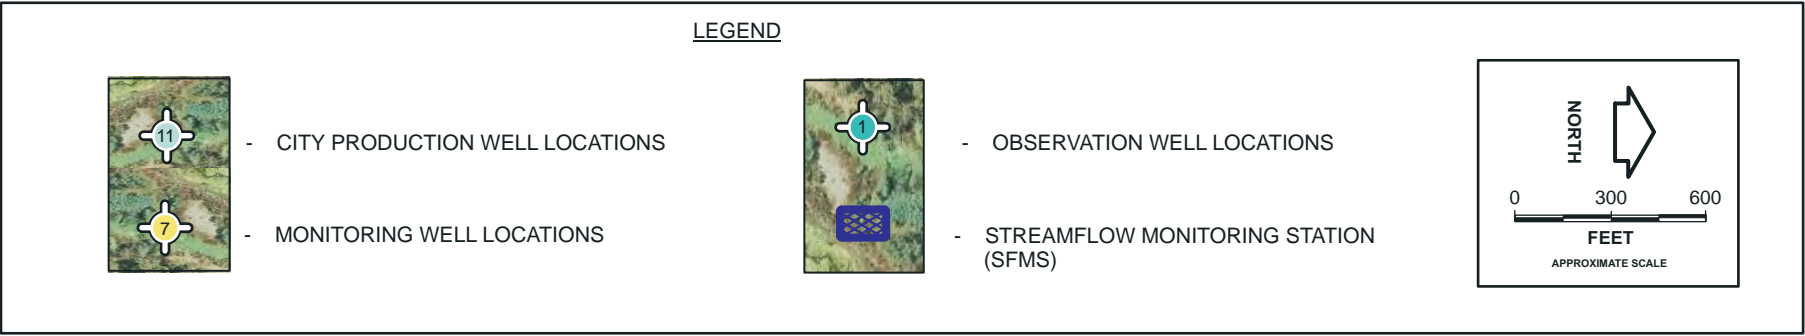 LEGEND
11
- CITY PRODUCTION WELL LOCATIONS
7
- MONITORING WELL LOCATIONS
1
- OBSERVATION WELL LOCATIONS
- STREAMFLOW MONITORING STATION
(SFMS)
NORTH
0 300 600
FEET
APPROXIMATE SCALE